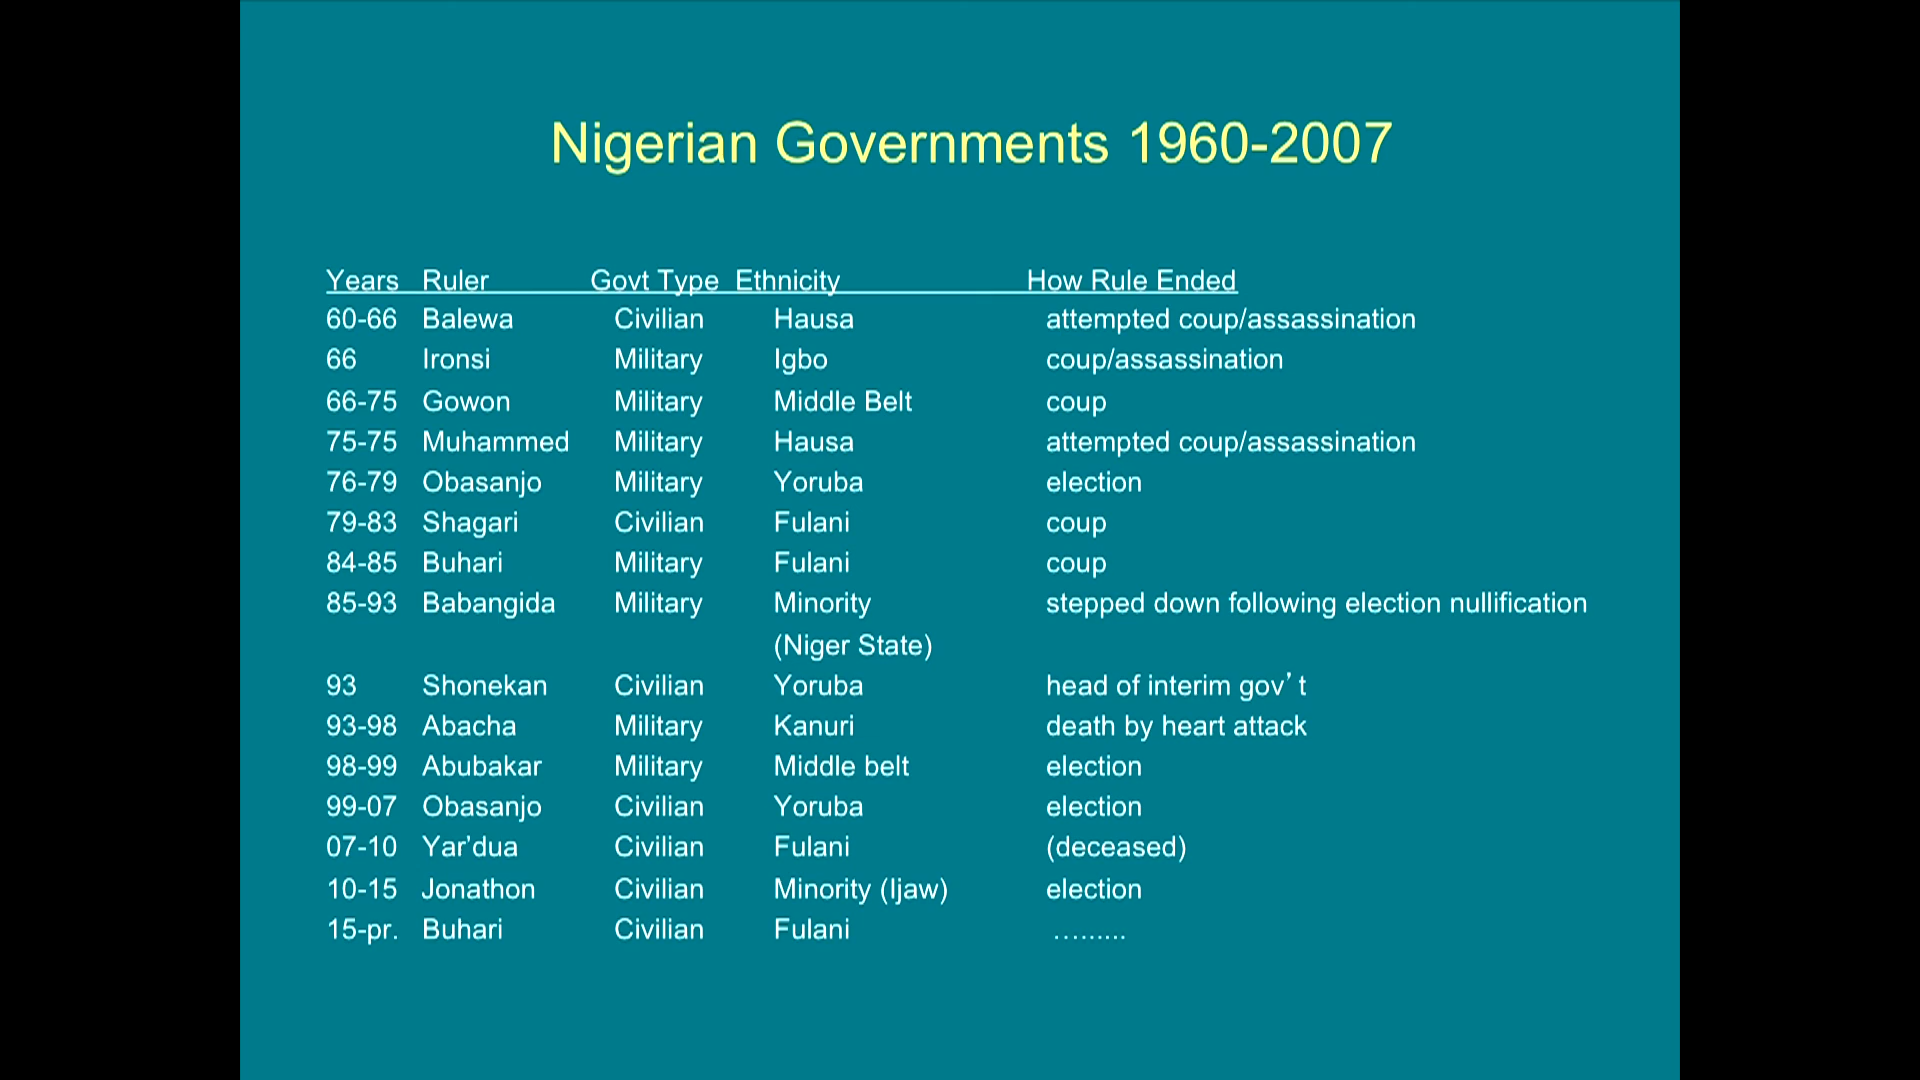 Nigerian Governments 1960-2007
Years Ruler Govt Type Ethnicity How Rule Ended
60-66 Balewa Civilian Hausa attempted coup/assassination
66 Ironsi Military Igbo coup/assassination
66-75 Gowon Military Middle Belt coup
75-75 Muhammed Military Hausa attempted coup/assassination
76-79 Obasanjo Military Yoruba election
79-83 Shagari Civilian Fulani coup
84-85 Buhari Military Fulani coup
85-93 Babangida Military Minority stepped down following election nullification
(Niger State)
93 Shonekan Civilian Yoruba head of interim gov’t
93-98 Abacha Military Kanuri death by heart attack
98-99 Abubakar Military Middle belt election
99-07 Obasanjo Civilian Yoruba election
07-10 Yar’dua Civilian Fulani (deceased)
10-15 Jonathon Civilian Minority (Ijaw) election
15-pr. Buhari Civilian Fulani ….......